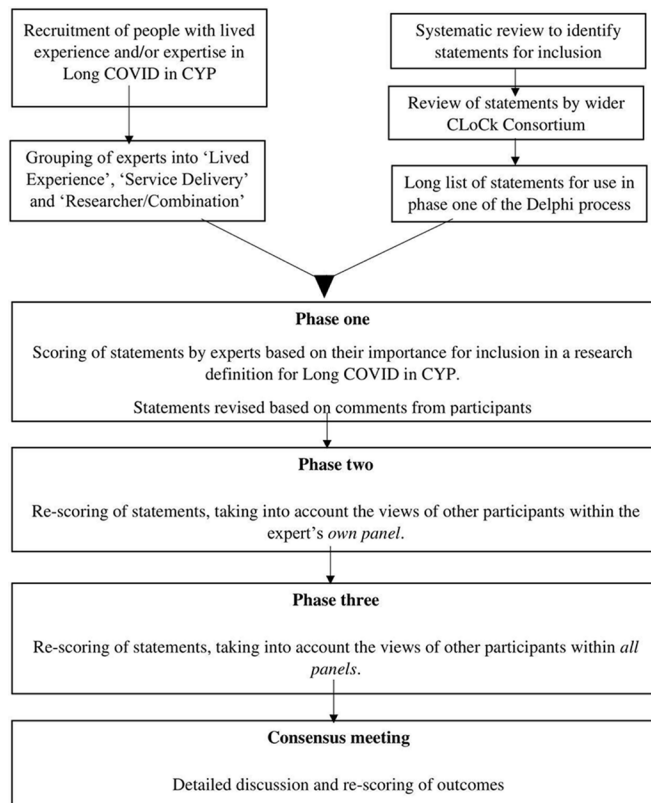 Recruitment of people with lived
experience and/or expertise in
Long COVID in CYP
Grouping of experts into ‘Lived
Experience’, ‘Service Delivery’
and ‘Researcher/Combination’
Systematic review to identify
statements for inclusion
Review of statements by wider
CLoCk Consortium
Long list of statements for use in
phase one of the Delphi process
Phase one
Scoring of statements by experts based on their importance for inclusion in a research
definition for Long COVID in CYP.
Statements revised based on comments from participants
Phase two
Re-scoring of statements, taking into account the views of other participants within the
expert’s own panel.
Phase three
Re-scoring of statements, taking into account the views of other participants within all
panels.
Consensus meeting
Detailed discussion and re-scoring of outcomes